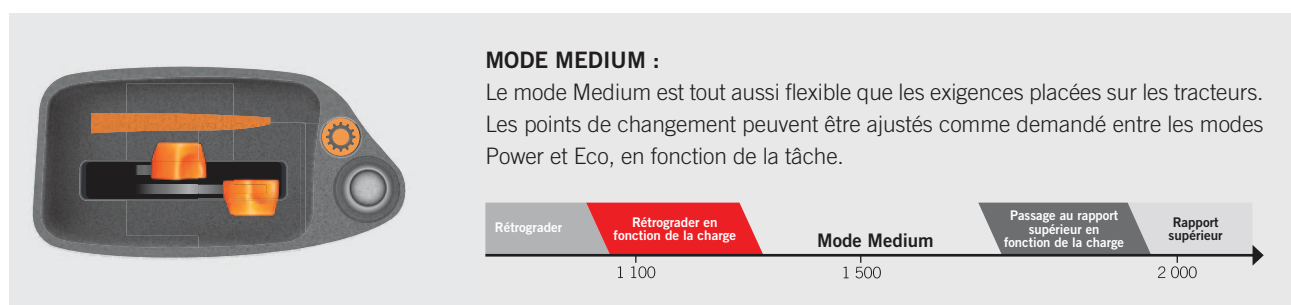 MODE MEDIUM :
Le mode Medium est tout aussi flexible que les exigences placées sur les tracteurs.
Les points de changement peuvent être ajustés comme demandé entre les modes
Power et Eco, en fonction de la tâche.
Rétrograder
Rétrograder en
fonction de la charge
Mode Medium
Passage au rapport
supérieur en
fonction de la charge
Rapport
supérieur
1 100
1 500
2 000